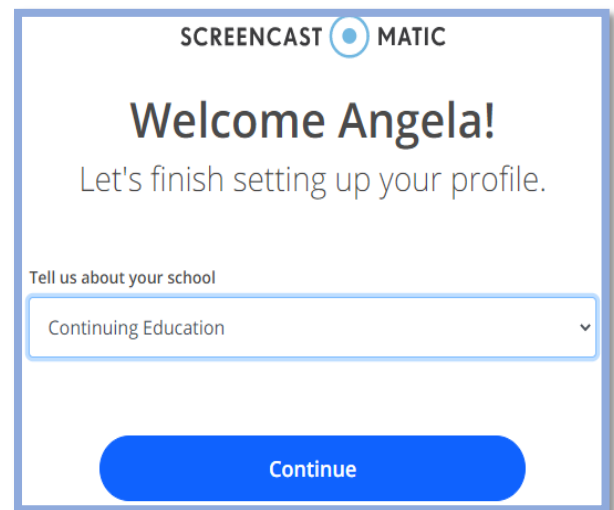 SCREENCAST MATIC
Welcome Angela!
Let's finish setting up your profile.
Tell us about your school
Continuing Education
Continue